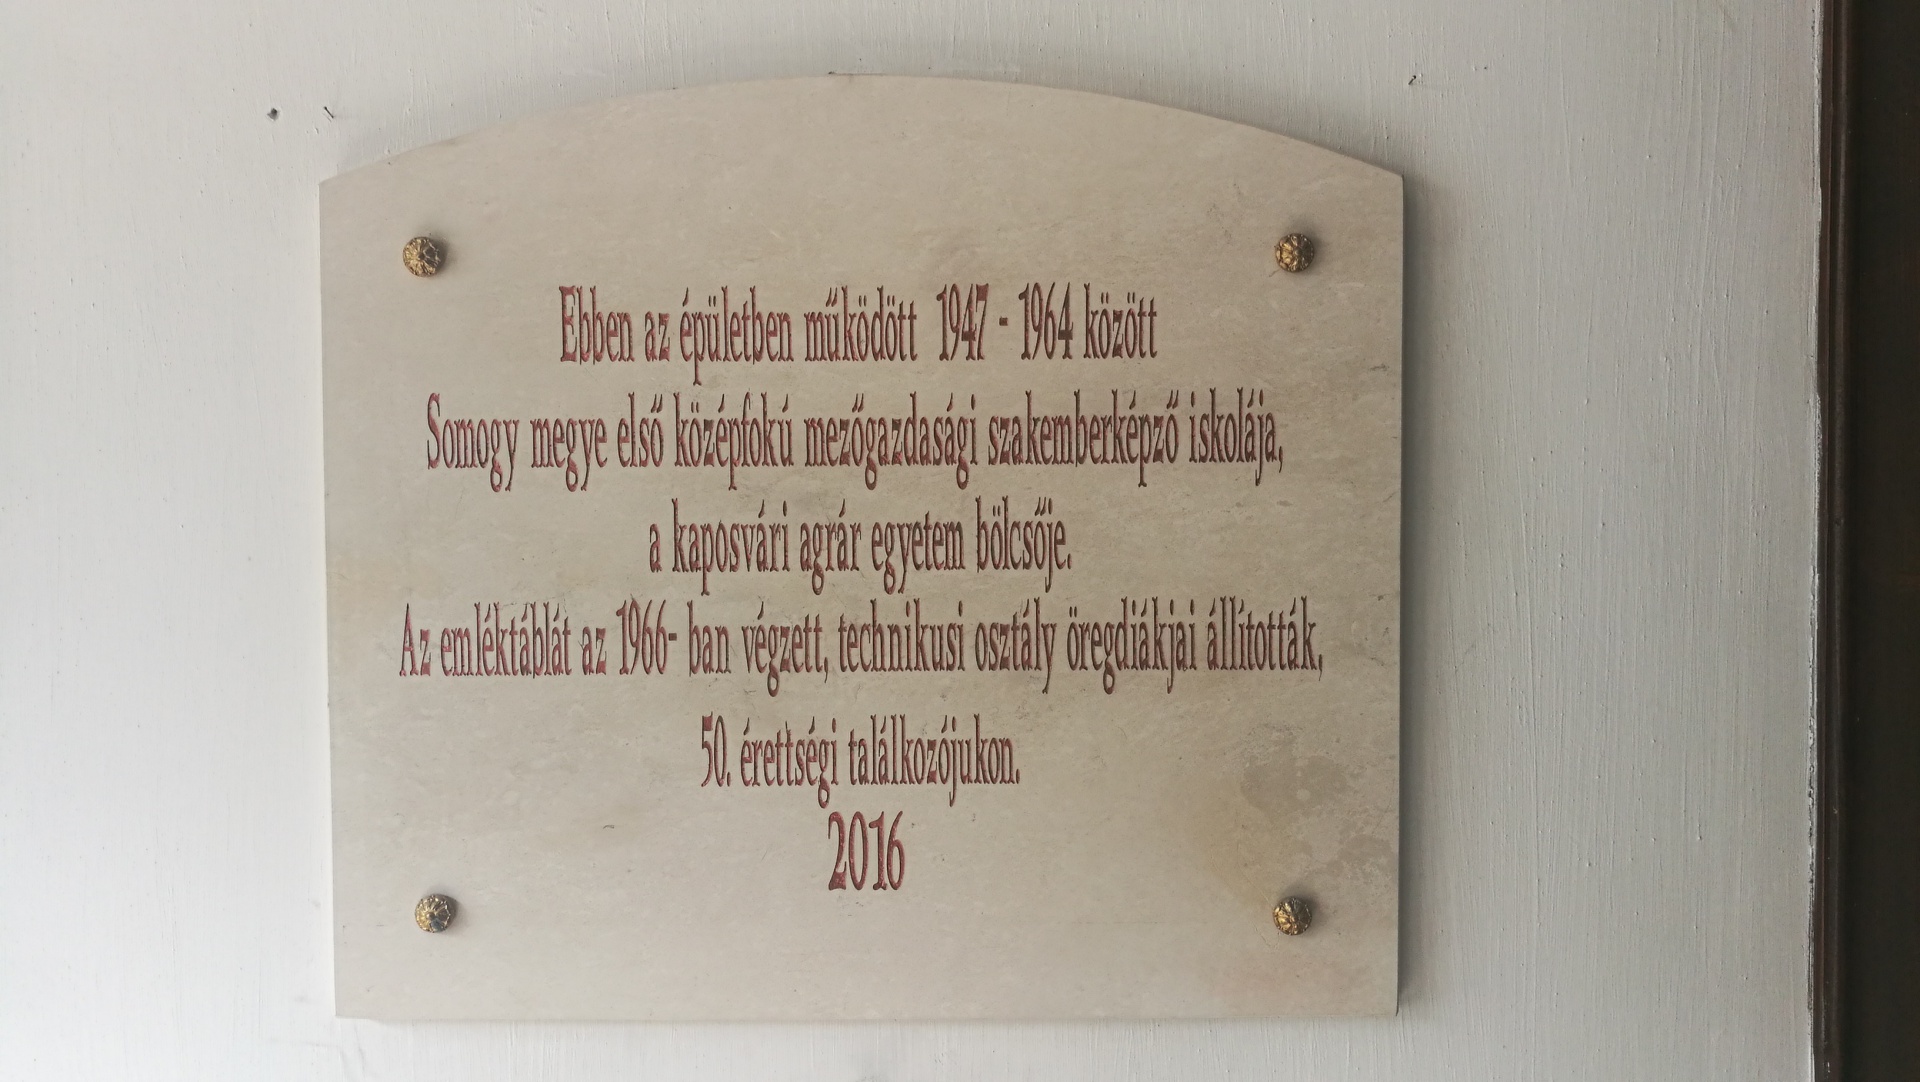 Ebben az épületben működött 1947 - 1964 között
Somogy megye első középfokú mezőgazdasági szakemberképző iskolája,
a kaposvári agrár egyetem bölcsője.
Az emléktáblát az 1966- ban végzett, technikusi osztály öregdiákjai állították,
50. érettségi találkozójukon.
2016